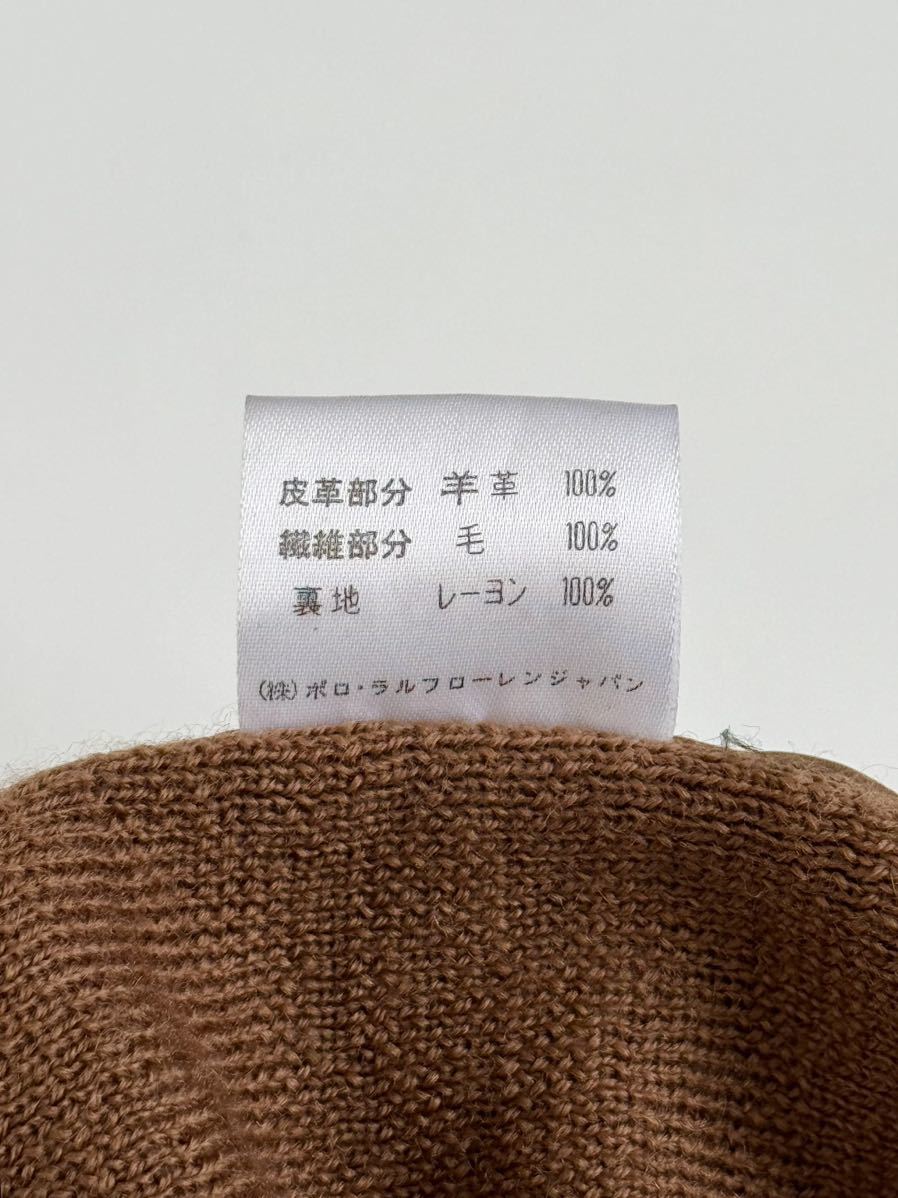 皮革部分 羊革 100%
繊維部分 毛 100%
裏地 レーヨン 100%
(株)ポロ・ラルフローレンジャパン